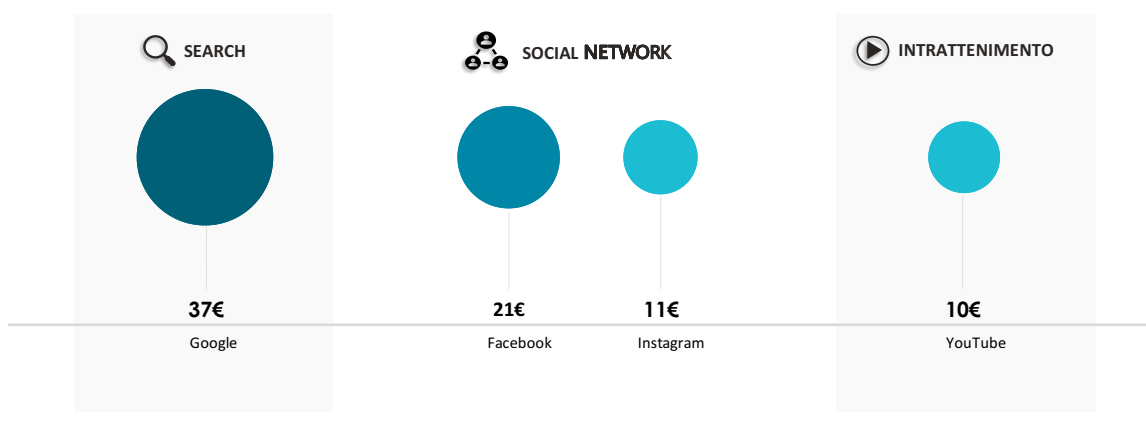 SEARCH
SOCIAL NETWORK
INTRATTENIMENTO
37€
21€
11€
10€
Google
Facebook
Instagram
YouTube